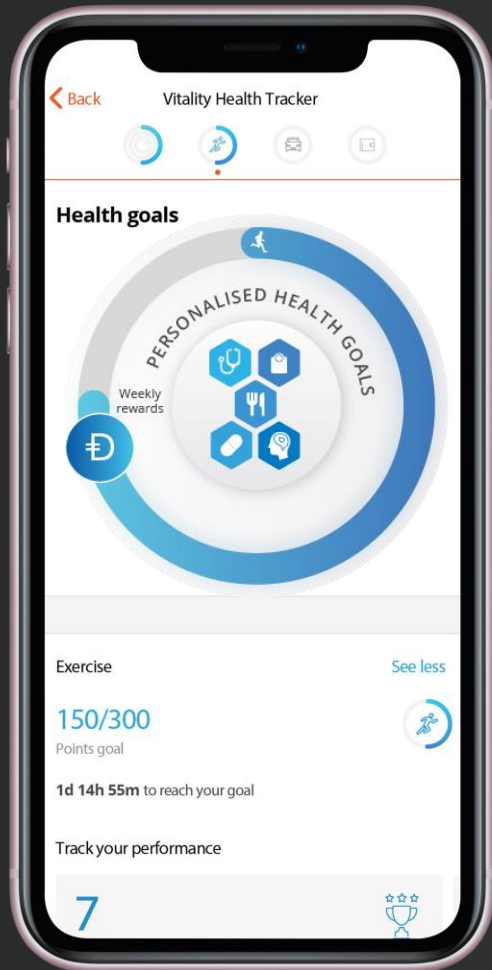 Back
Vitality Health Tracker
Health goals
PERSONALISED HEALTH GOALS
Weekly
rewards
Exercise
See less
150/300
Points goal
1d 14h 55m to reach your goal
Track your performance
7